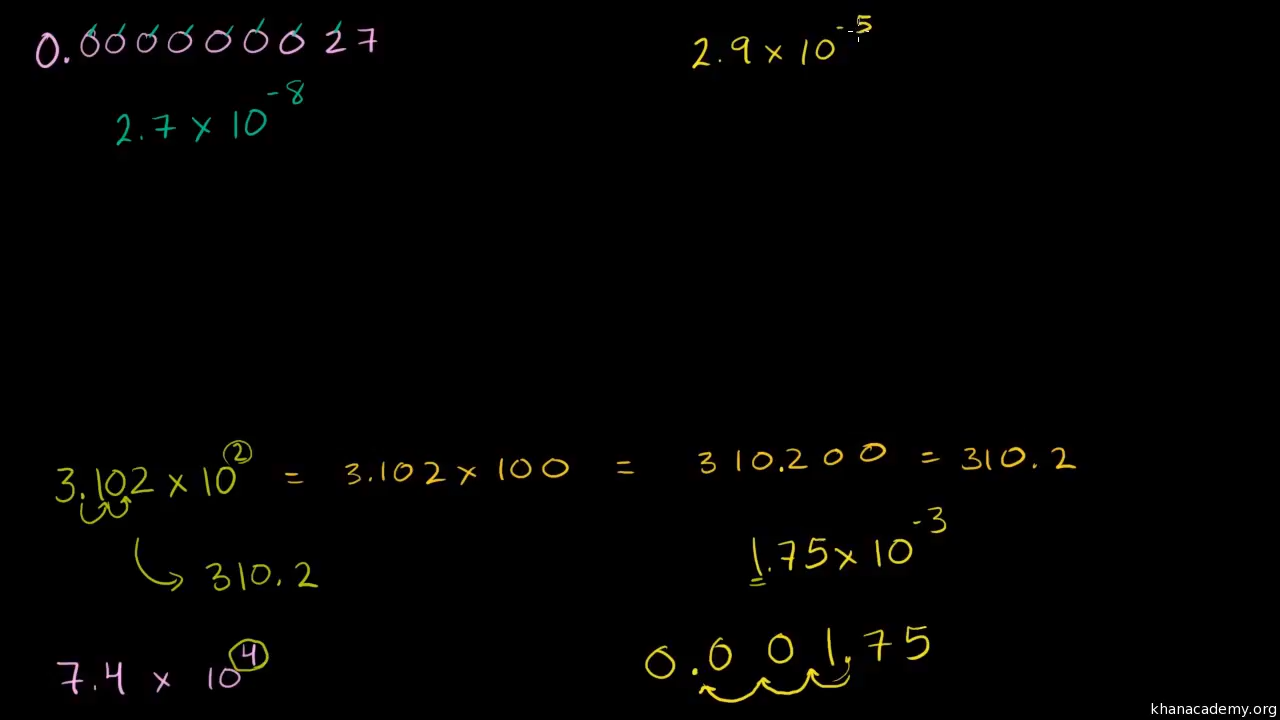 0.000000027
2.9 × 10^-5
2.7 × 10^-8
3.102 × 10^2 = 3.102 × 100 = 310.200 = 310.2
1.75 × 10^-3
310.2
7.4 × 10^4
0.001.75
khanacademy.org